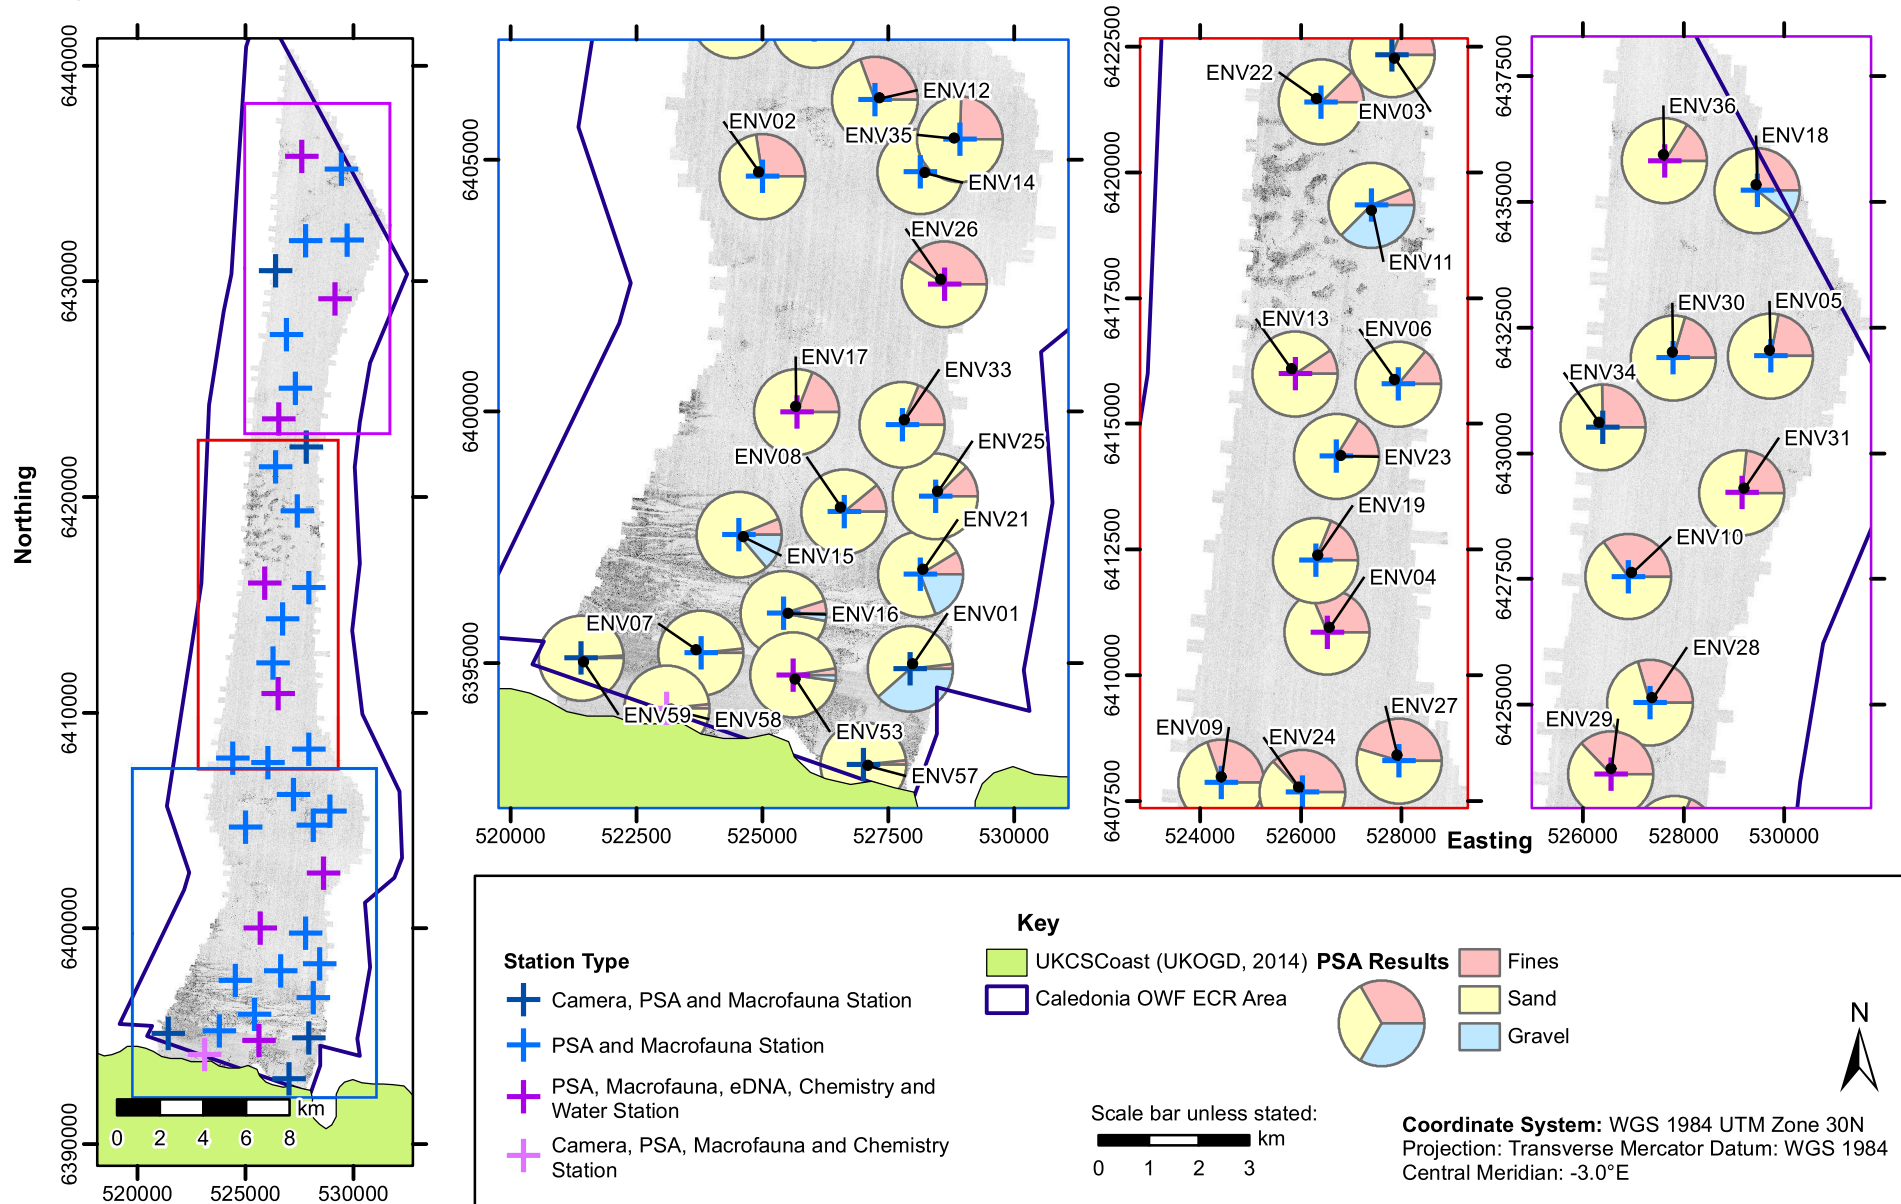 Northing
6440000
6430000
6420000
6410000
6400000
6390000
520000
525000
530000
km
0 2 4 6 8
6405000
6400000
6395000
520000
522500
525000
527500
530000
ENV12
ENV02
ENV35
ENV14
ENV26
ENV17
ENV33
ENV25
ENV08
ENV21
ENV15
ENV16
ENV01
ENV07
ENV59
ENV58
ENV53
ENV57
6422500
6420000
6417500
6415000
6412500
6410000
6407500
524000
526000
528000
ENV22
ENV03
ENV11
ENV13
ENV06
ENV23
ENV19
ENV04
ENV27
ENV09
ENV24
Easting
6437500
6435000
6432500
6430000
6427500
6425000
526000
528000
530000
ENV36
ENV18
ENV30
ENV05
ENV34
ENV31
ENV10
ENV28
ENV29
Key
Station Type
Camera, PSA and Macrofauna Station
PSA and Macrofauna Station
PSA, Macrofauna, eDNA, Chemistry and
Water Station
Camera, PSA, Macrofauna and Chemistry
Station
UKCSCoast (UKOGD, 2014)
Caledonia OWF ECR Area
PSA Results
Fines
Sand
Gravel
N
Scale bar unless stated:
km
0 1 2 3
Coordinate System: WGS 1984 UTM Zone 30N
Projection: Transverse Mercator Datum: WGS 1984
Central Meridian: -3.0°E